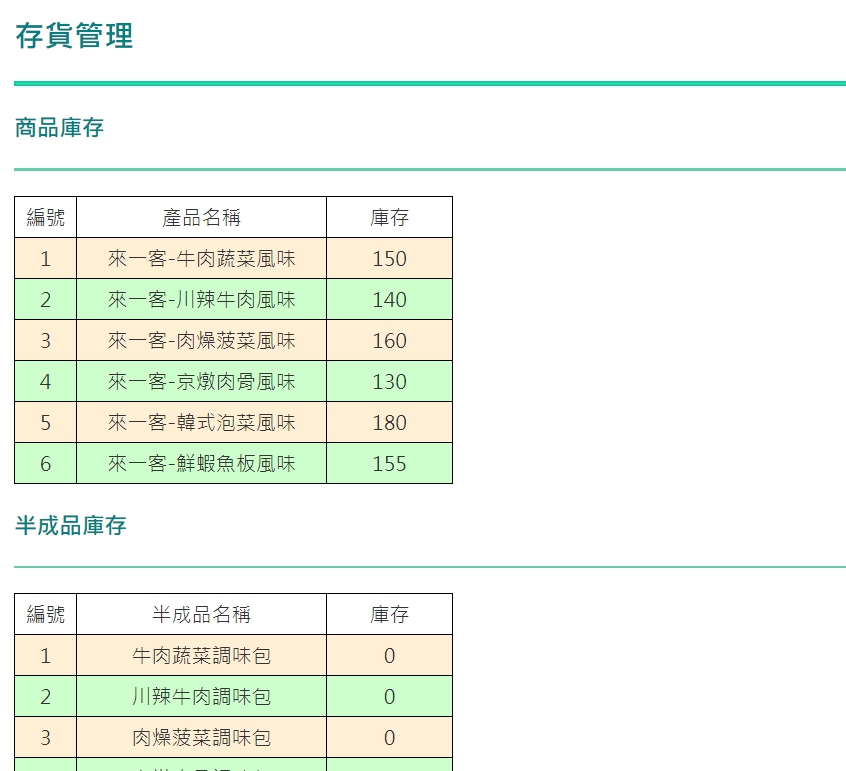 存貨管理
商品庫存
編號 產品名稱 庫存
1 來一客-牛肉蔬菜風味 150
2 來一客-川辣牛肉風味 140
3 來一客-肉燥菠菜風味 160
4 來一客-京燉肉骨風味 130
5 來一客-韓式泡菜風味 180
6 來一客-鮮蝦魚板風味 155
半成品庫存
編號 半成品名稱 庫存
1 牛肉蔬菜調味包 0
2 川辣牛肉調味包 0
3 肉燥菠菜調味包 0